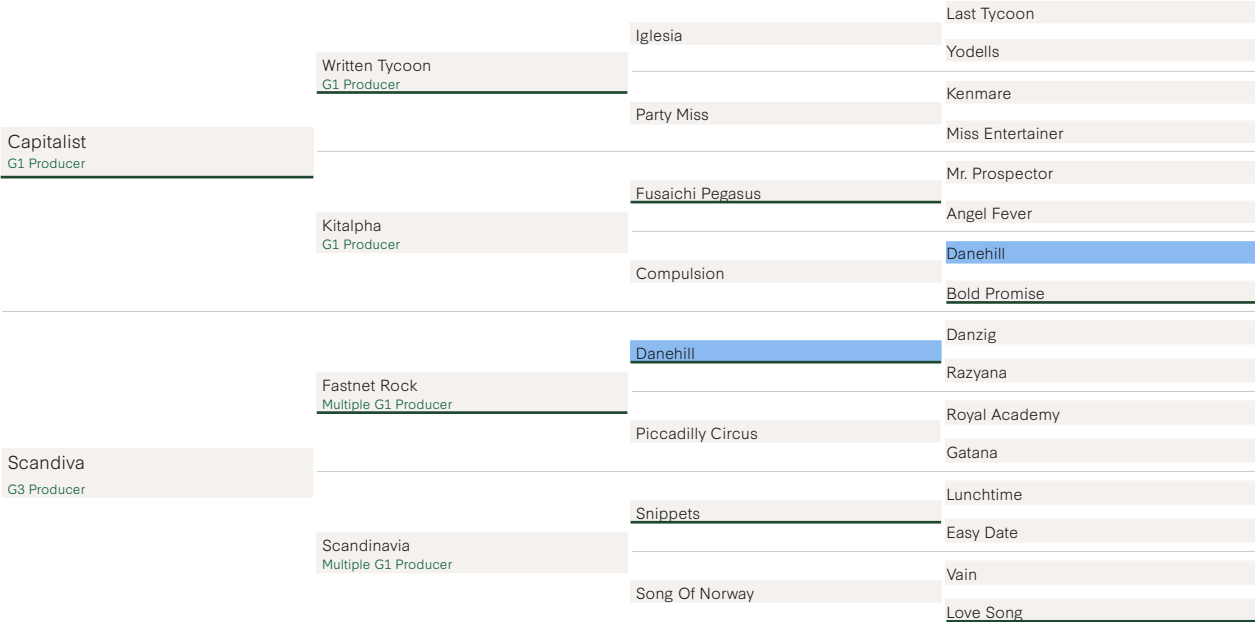 Capitalist
G1 Producer
Scandiva
G3 Producer
Written Tycoon
G1 Producer
Kitalpha
G1 Producer
Fastnet Rock
Multiple G1 Producer
Scandinavia
Multiple G1 Producer
Iglesia
Party Miss
Fusaichi Pegasus
Compulsion
Danehill
Piccadilly Circus
Snippets
Song Of Norway
Last Tycoon
Yodells
Kenmare
Miss Entertainer
Mr. Prospector
Angel Fever
Danehill
Bold Promise
Danzig
Razyana
Royal Academy
Gatana
Lunchtime
Easy Date
Vain
Love Song